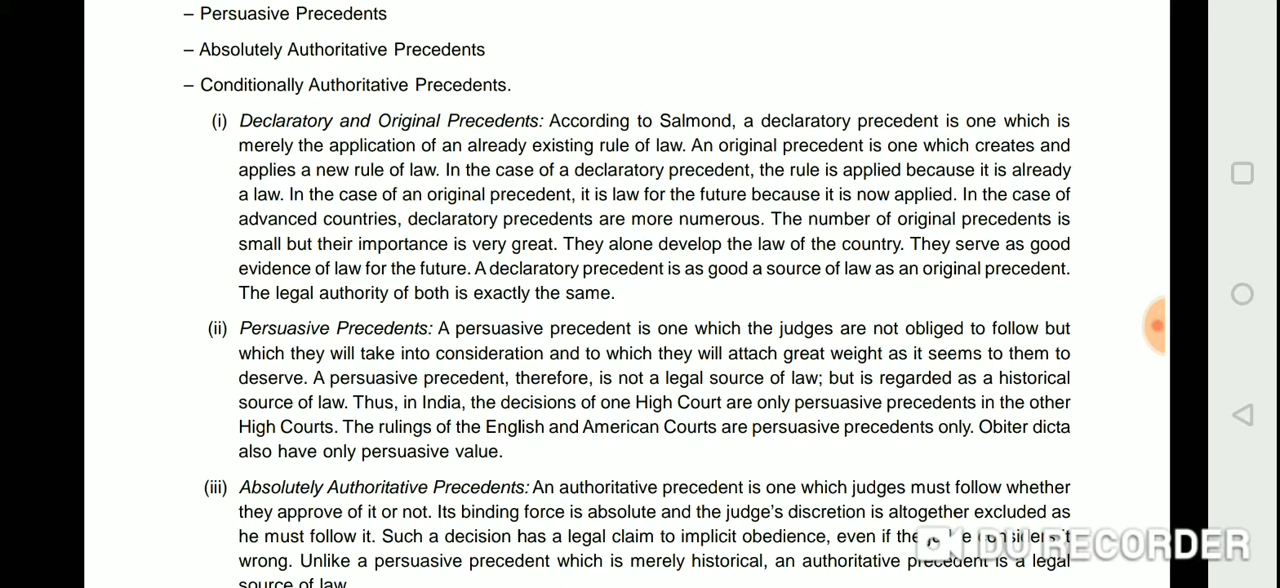 – Persuasive Precedents
– Absolutely Authoritative Precedents
– Conditionally Authoritative Precedents.
(i) Declaratory and Original Precedents: According to Salmond, a declaratory precedent is one which is
merely the application of an already existing rule of law. An original precedent is one which creates and
applies a new rule of law. In the case of a declaratory precedent, the rule is applied because it is already
a law. In the case of an original precedent, it is law for the future because it is now applied. In the case of
advanced countries, declaratory precedents are more numerous. The number of original precedents is
small but their importance is very great. They alone develop the law of the country. They serve as good
evidence of law for the future. A declaratory precedent is as good a source of law as an original precedent.
The legal authority of both is exactly the same.
(ii) Persuasive Precedents: A persuasive precedent is one which the judges are not obliged to follow but
which they will take into consideration and to which they will attach great weight as it seems to them to
deserve. A persuasive precedent, therefore, is not a legal source of law; but is regarded as a historical
source of law. Thus, in India, the decisions of one High Court are only persuasive precedents in the other
High Courts. The rulings of the English and American Courts are persuasive precedents only. Obiter dicta
also have only persuasive value.
(iii) Absolutely Authoritative Precedents: An authoritative precedent is one which judges must follow whether
they approve of it or not. Its binding force is absolute and the judge's discretion is altogether excluded as
he must follow it. Such a decision has a legal claim to implicit obedience, even if the
wrong. Unlike a persuasive precedent which is merely historical, an authoritative precedent is a legal
source of law.
DU RECORDER